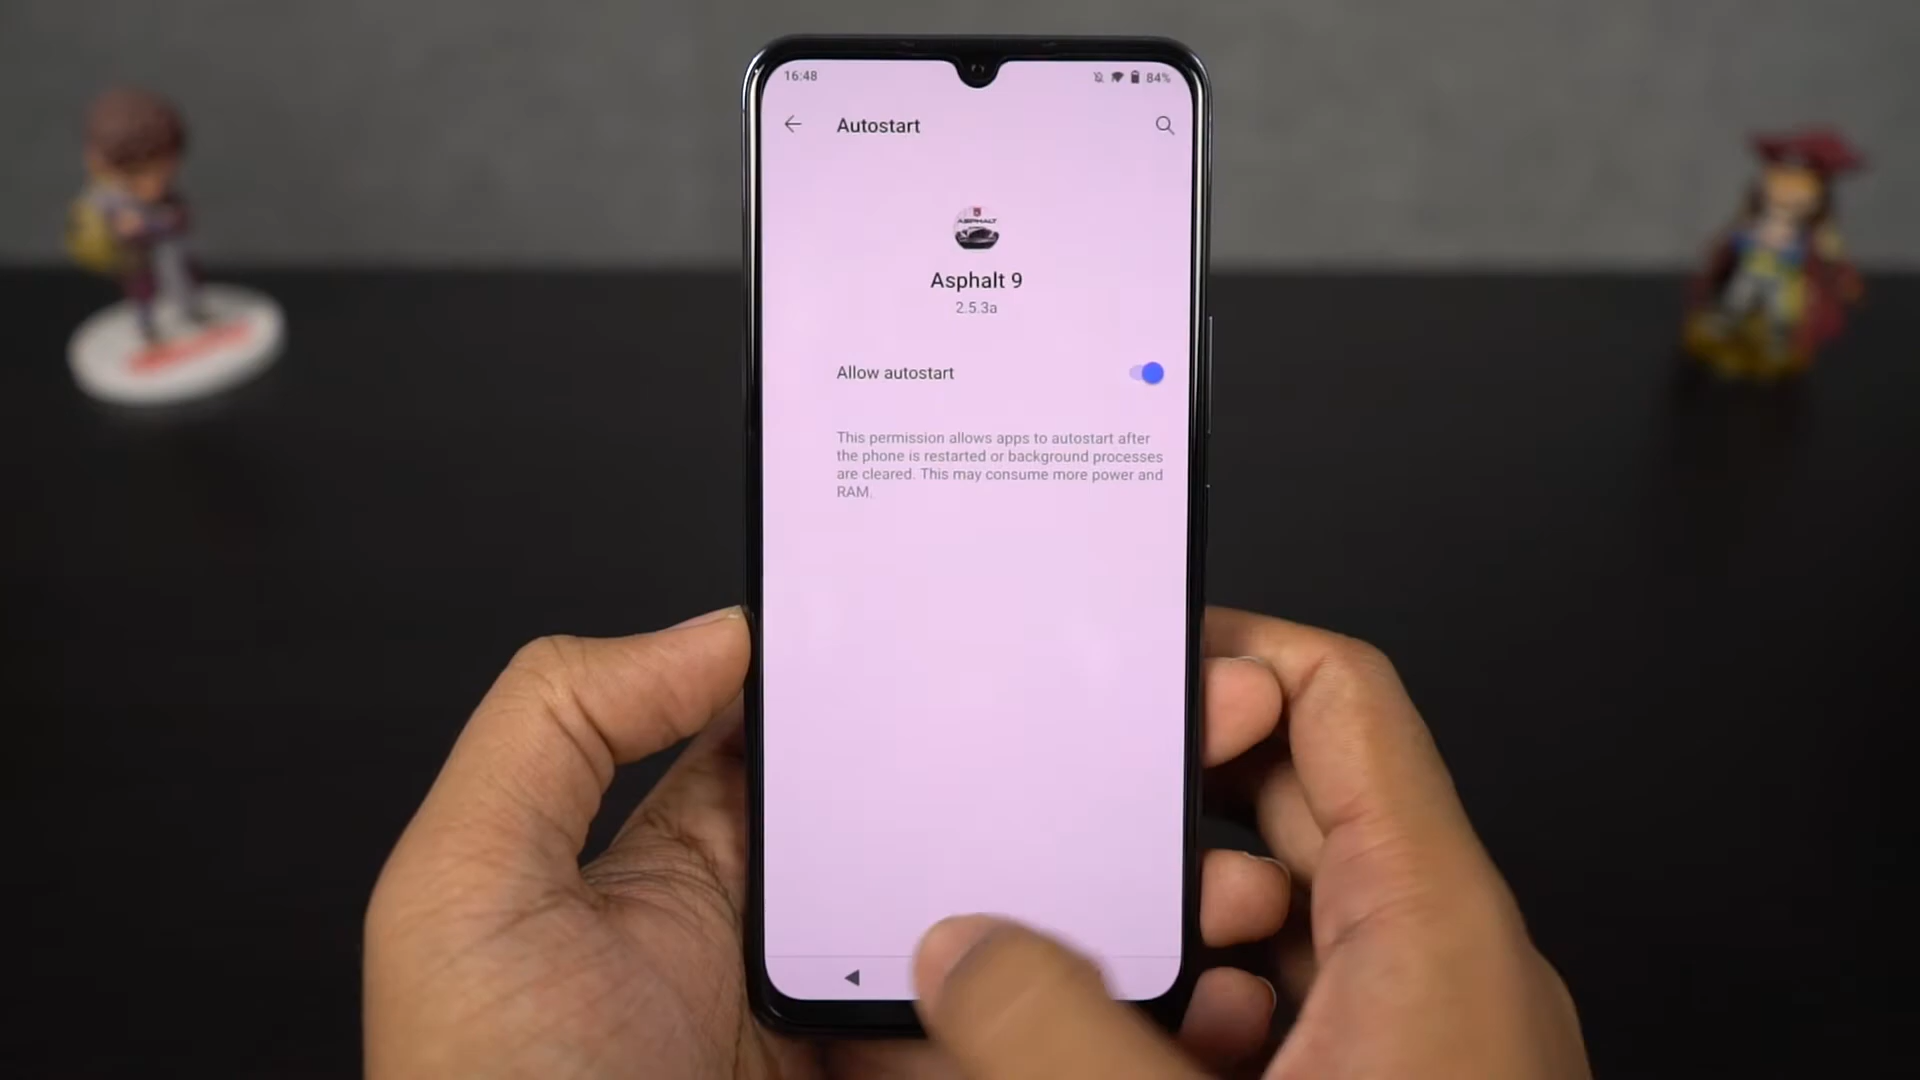 16:48
84%
Autostart
ASPHALT
Asphalt 9
2.5.3a
Allow autostart
This permission allows apps to autostart after
the phone is restarted or background processes
are cleared. This may consume more power and
RAM.